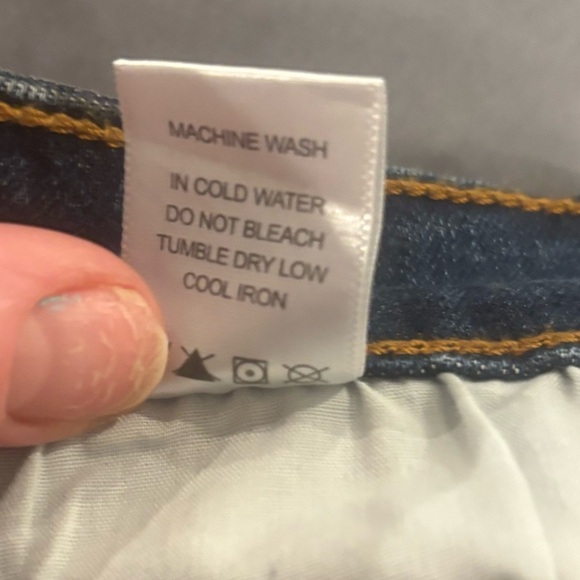 MACHINE WASH
IN COLD WATER
DO NOT BLEACH
TUMBLE DRY LOW
COOL IRON